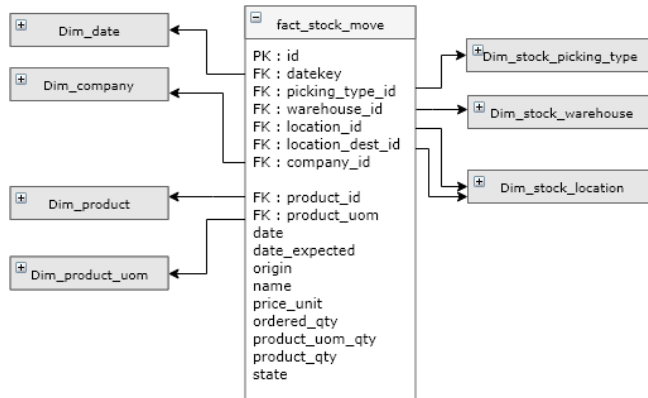 Dim_date
Dim_company
Dim_product
Dim_product_uom
fact_stock_move
PK : id
FK : datekey
FK : picking_type_id
FK : warehouse_id
FK : location_id
FK : location_dest_id
FK : company_id
FK : product_id
FK : product_uom
date
date_expected
origin
name
price_unit
ordered_qty
product_uom_qty
product_qty
state
Dim_stock_picking_type
Dim_stock_warehouse
Dim_stock_location